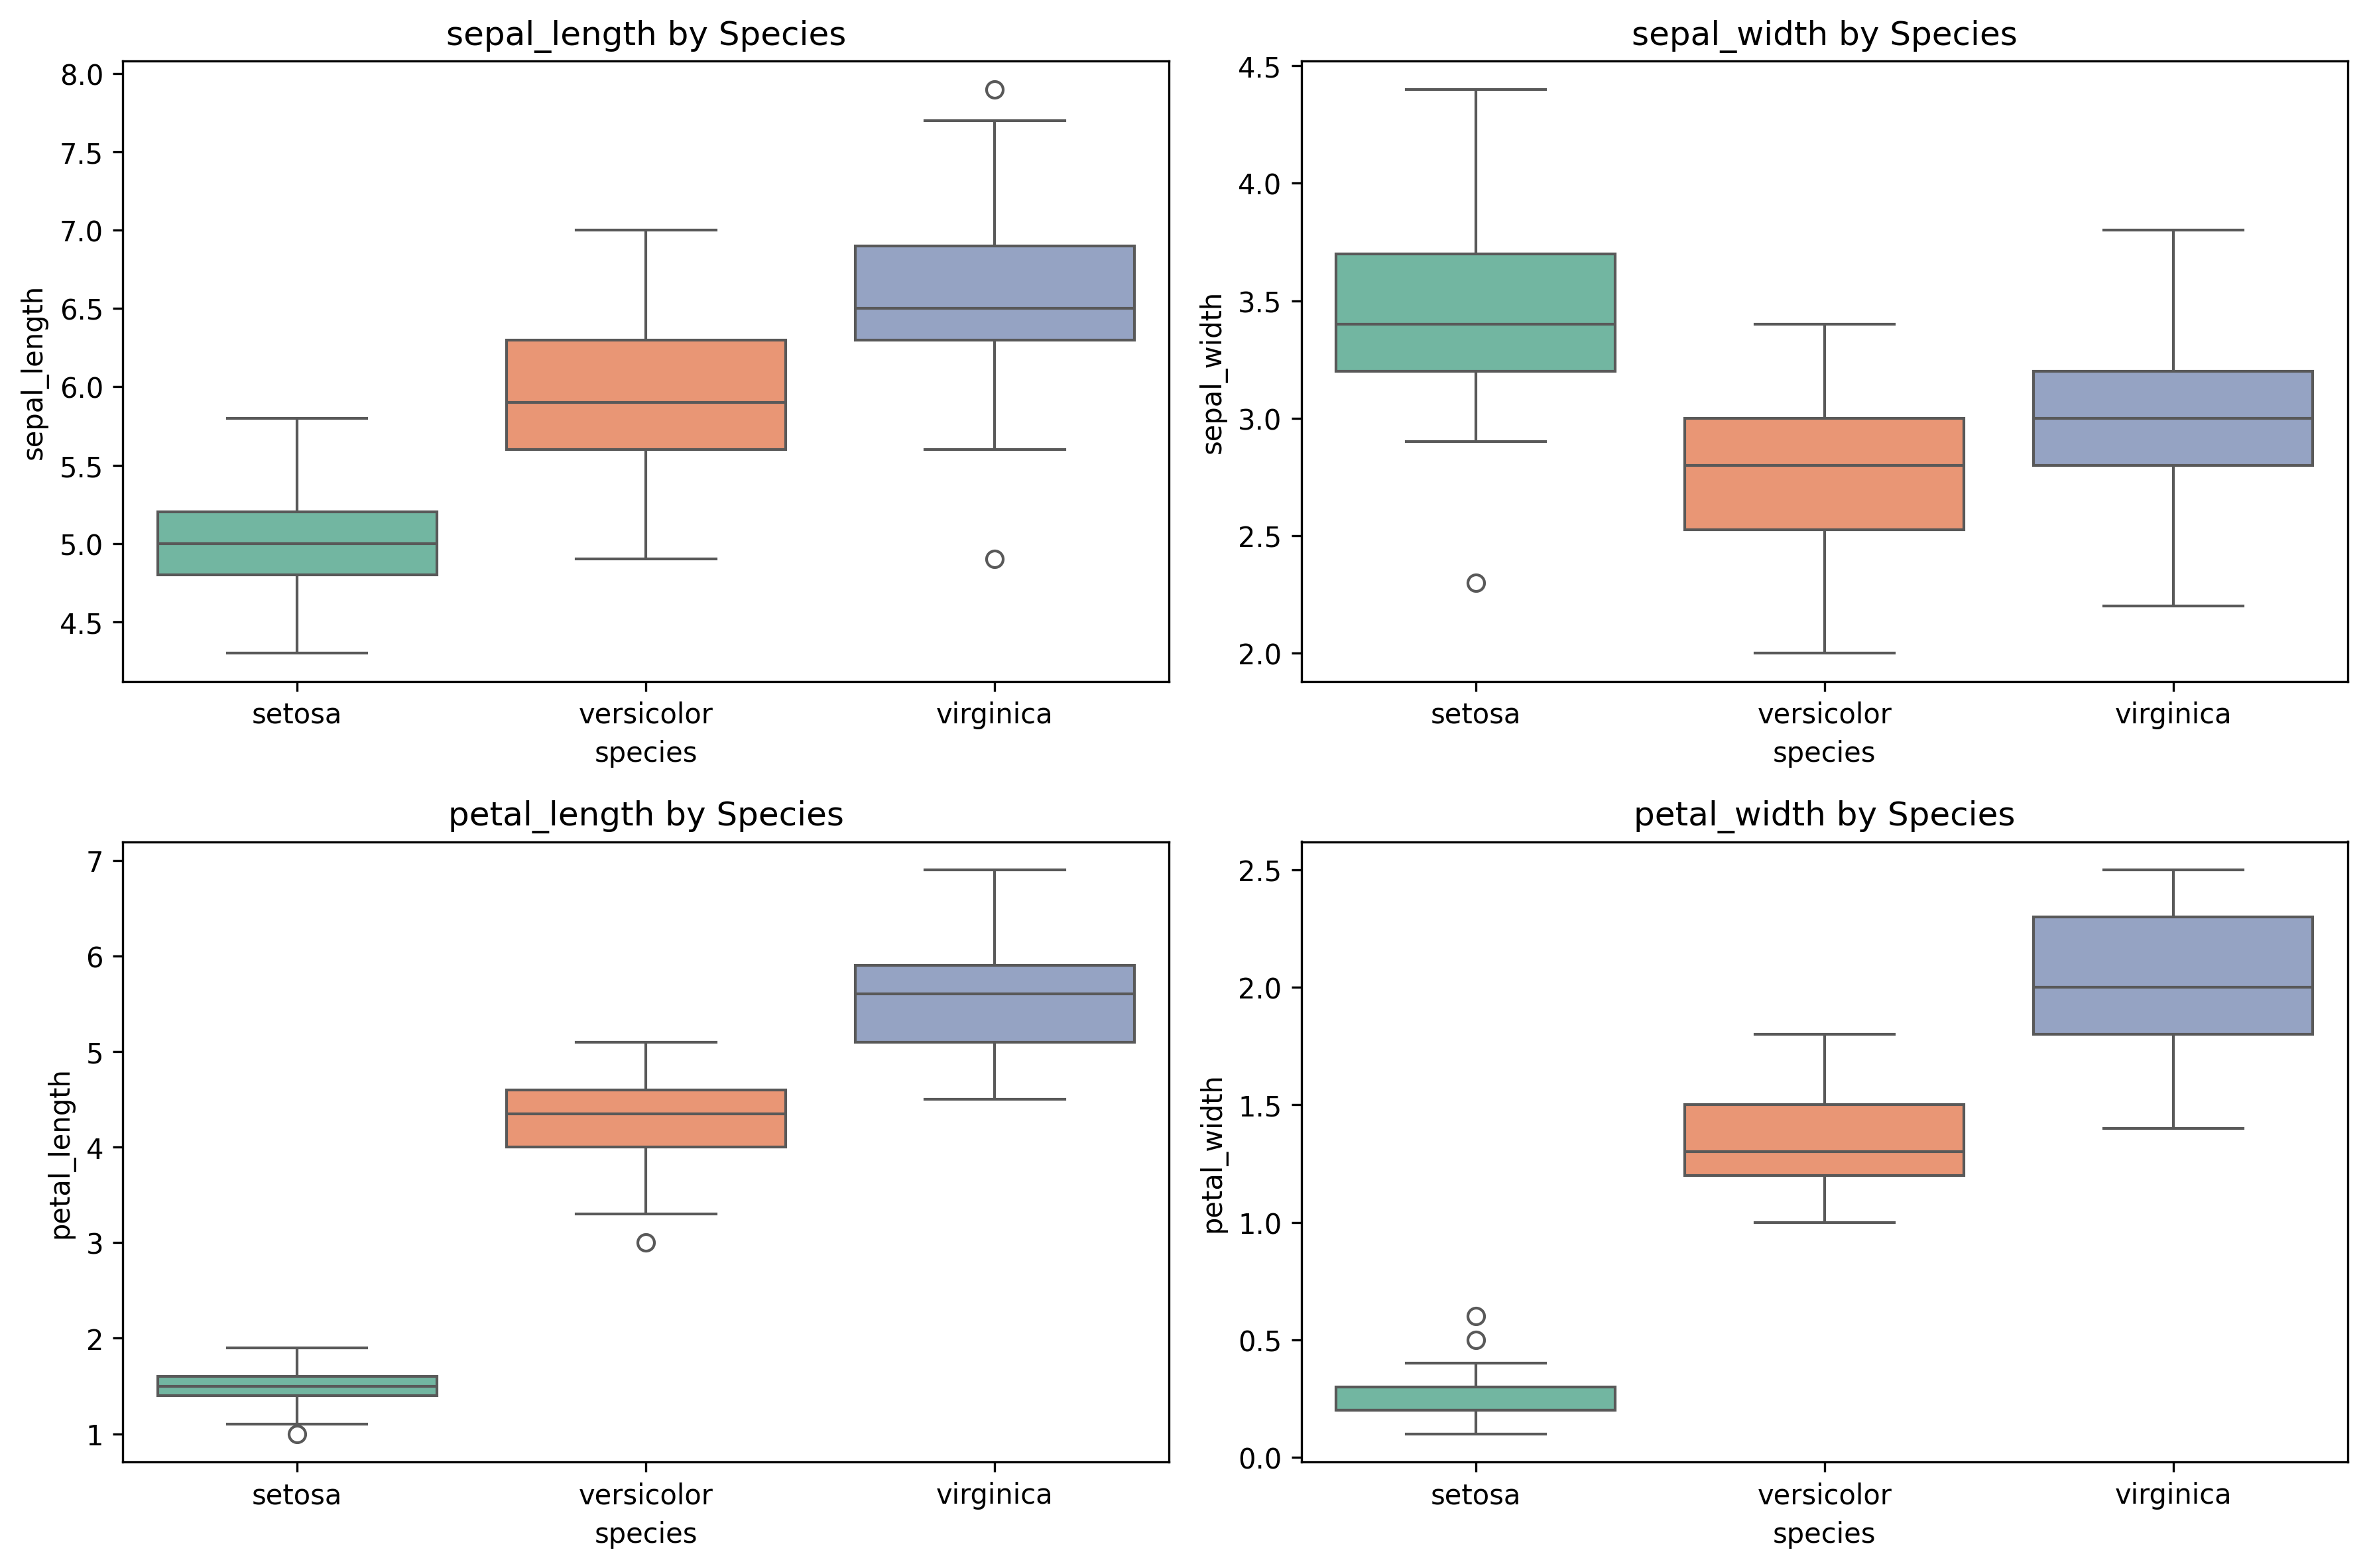 sepal_length by Species
sepal_length
8.0
7.5
7.0
6.5
6.0
5.5
5.0
4.5
setosa
versicolor
virginica
species
sepal_width by Species
sepal_width
4.5
4.0
3.5
3.0
2.5
2.0
setosa
versicolor
virginica
species
petal_length by Species
petal_length
7
6
5
4
3
2
1
setosa
versicolor
virginica
species
petal_width by Species
petal_width
2.5
2.0
1.5
1.0
0.5
0.0
setosa
versicolor
virginica
species